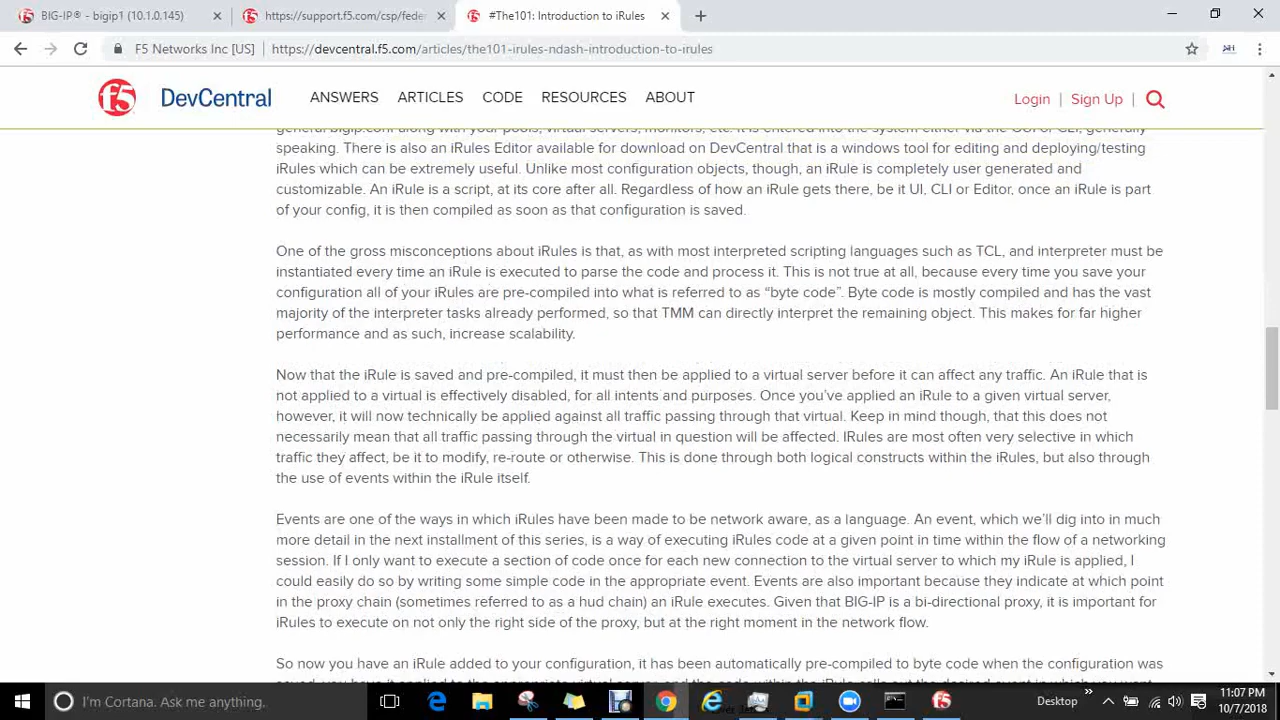 BIG-IP® - bigip1 (10.1.0.145)
https://support.f5.com/csp/fede
#The101: Introduction to iRules
F5 Networks Inc [US]
https://devcentral.f5.com/articles/the101-irules-ndash-introduction-to-irules
f5 DevCentral
ANSWERS ARTICLES CODE RESOURCES ABOUT
Login | Sign Up |
general bigip.conf along with your pools, virtual servers, monitors, etc. It is entered into the system either via the GUI or CLI, generally
speaking. There is also an iRules Editor available for download on DevCentral that is a windows tool for editing and deploying/testing
iRules which can be extremely useful. Unlike most configuration objects, though, an iRule is completely user generated and
customizable. An iRule is a script, at its core after all. Regardless of how an iRule gets there, be it UI, CLI or Editor, once an iRule is part
of your config, it is then compiled as soon as that configuration is saved.
One of the gross misconceptions about iRules is that, as with most interpreted scripting languages such as TCL, and interpreter must be
instantiated every time an iRule is executed to parse the code and process it. This is not true at all, because every time you save your
configuration all of your iRules are pre-compiled into what is referred to as “byte code”. Byte code is mostly compiled and has the vast
majority of the interpreter tasks already performed, so that TMM can directly interpret the remaining object. This makes for far higher
performance and as such, increase scalability.
Now that the iRule is saved and pre-compiled, it must then be applied to a virtual server before it can affect any traffic. An iRule that is
not applied to a virtual is effectively disabled, for all intents and purposes. Once you’ve applied an iRule to a given virtual server,
however, it will now technically be applied against all traffic passing through that virtual. Keep in mind though, that this does not
necessarily mean that all traffic passing through the virtual in question will be affected. IRules are most often very selective in which
traffic they affect, be it to modify, re-route or otherwise. This is done through both logical constructs within the iRules, but also through
the use of events within the iRule itself.
Events are one of the ways in which iRules have been made to be network aware, as a language. An event, which we’ll dig into in much
more detail in the next installment of this series, is a way of executing iRules code at a given point in time within the flow of a networking
session. If I only want to execute a section of code once for each new connection to the virtual server to which my iRule is applied, I
could easily do so by writing some simple code in the appropriate event. Events are also important because they indicate at which point
in the proxy chain (sometimes referred to as a hud chain) an iRule executes. Given that BIG-IP is a bi-directional proxy, it is important for
iRules to execute on not only the right side of the proxy, but at the right moment in the network flow.
So now you have an iRule added to your configuration, it has been automatically pre-compiled to byte code when the configuration was
I'm Cortana. Ask me anything.
Desktop
11:07 PM
10/7/2018